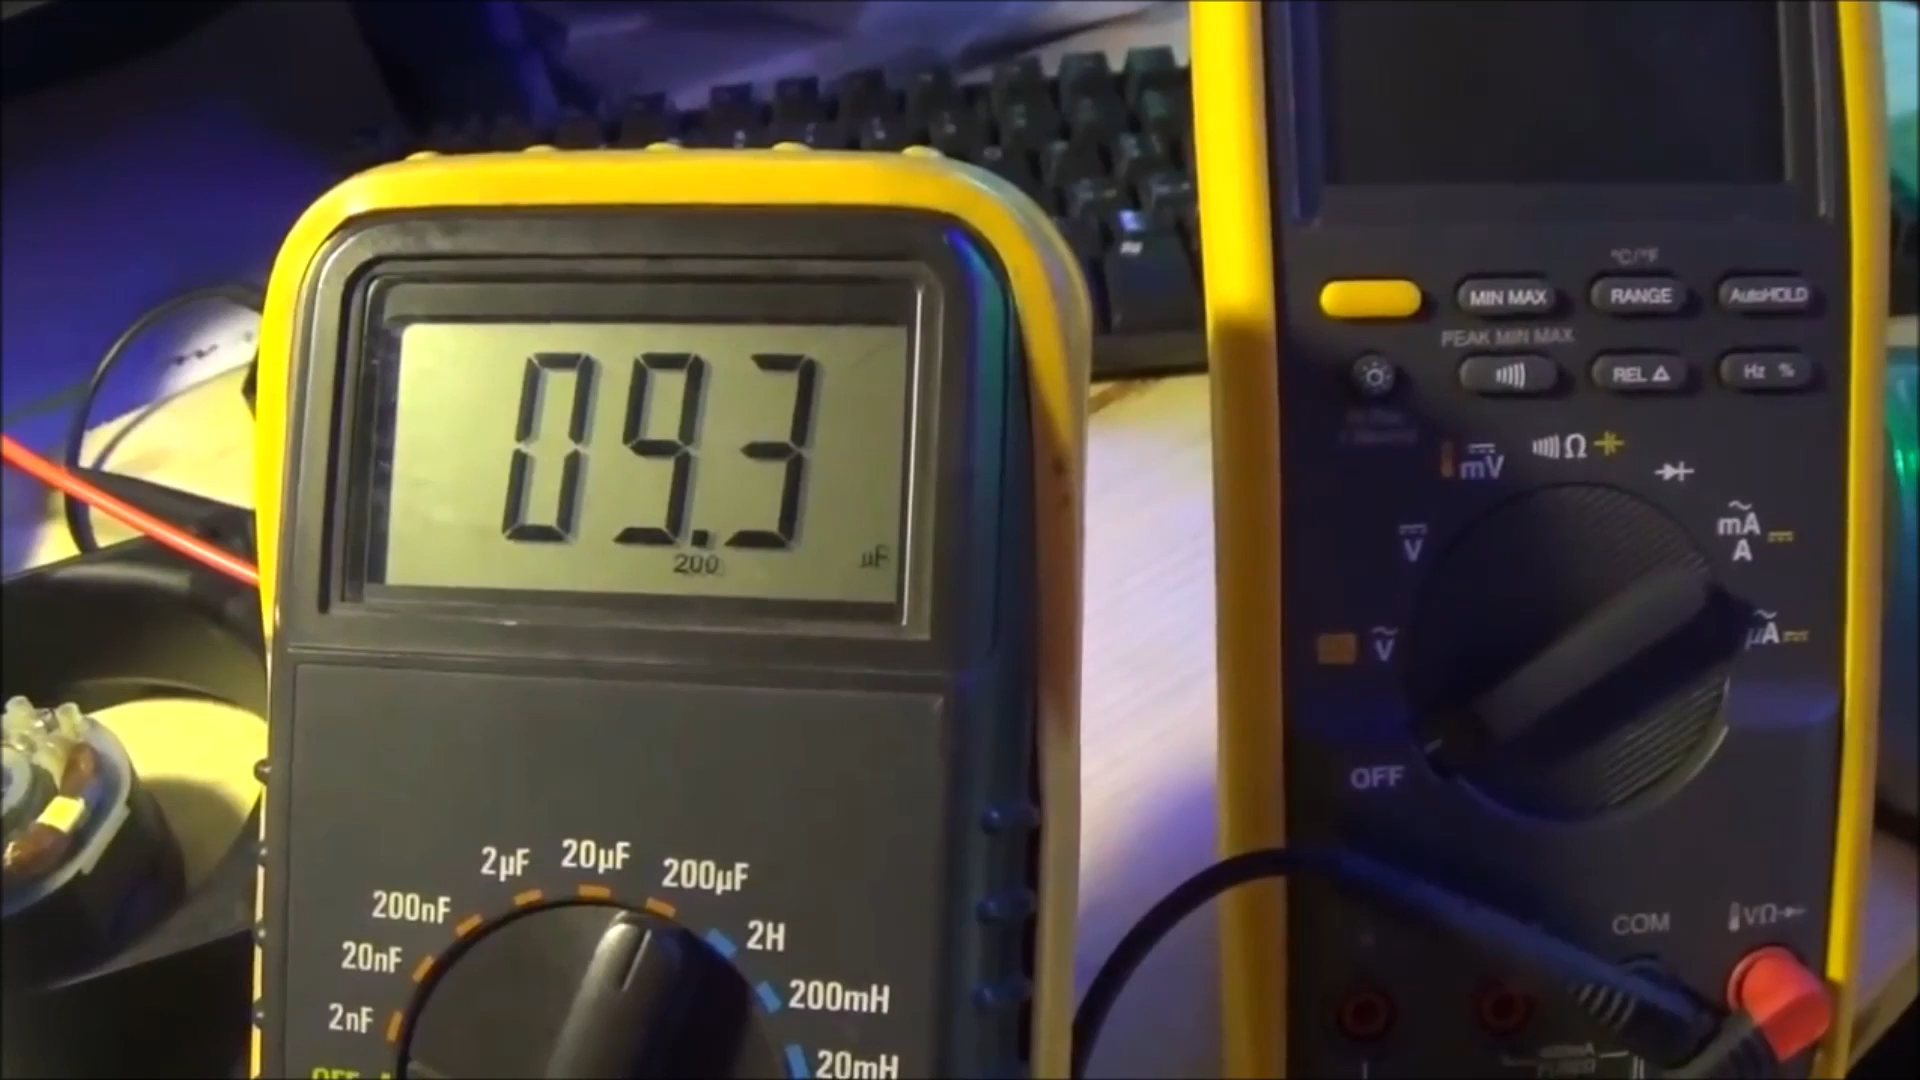 09.3
200
µF
2nF
20nF
200nF
2µF
20µF
200µF
2H
200mH
20mH
°C/°F
MIN MAX
RANGE
AutoHOLD
PEAK MIN MAX
REL Δ
Hz %
mV
Ω
V
mA
A
V
µA
OFF
COM
VΩ